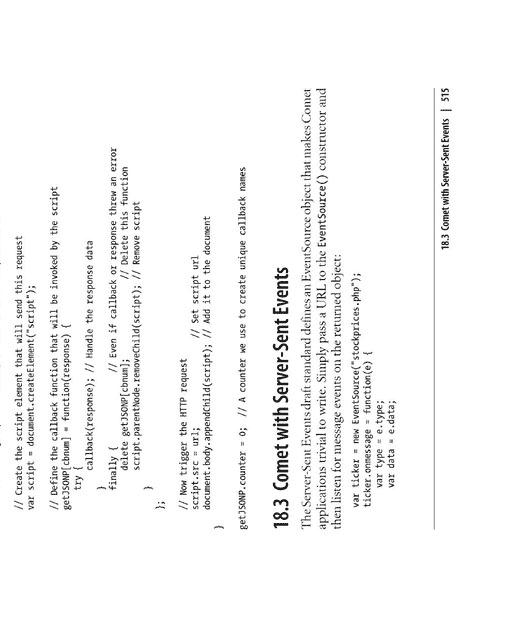 // Create the script element that will send this request
var script = document.createElement("script");
// Define the callback function that will be invoked by the script
getJSONP[cbnum] = function(response) {
try {
callback(response); // Handle the response data
}
finally { // Even if callback or response threw an error
delete getJSONP[cbnum]; // Delete this function
script.parentNode.removeChild(script); // Remove script
}
};
// Now trigger the HTTP request
script.src = url; // Set script url
document.body.appendChild(script); // Add it to the document
}
getJSONP.counter = 0; // A counter we use to create unique callback names
18.3 Comet with Server-Sent Events
The Server-Sent Events draft standard defines an EventSource object that makes Comet
applications trivial to write. Simply pass a URL to the EventSource() constructor and
then listen for message events on the returned object:
var ticker = new EventSource("stockprices.php");
ticker.onmessage = function(e) {
var type = e.type;
var data = e.data;
18.3 Comet with Server-Sent Events | 515